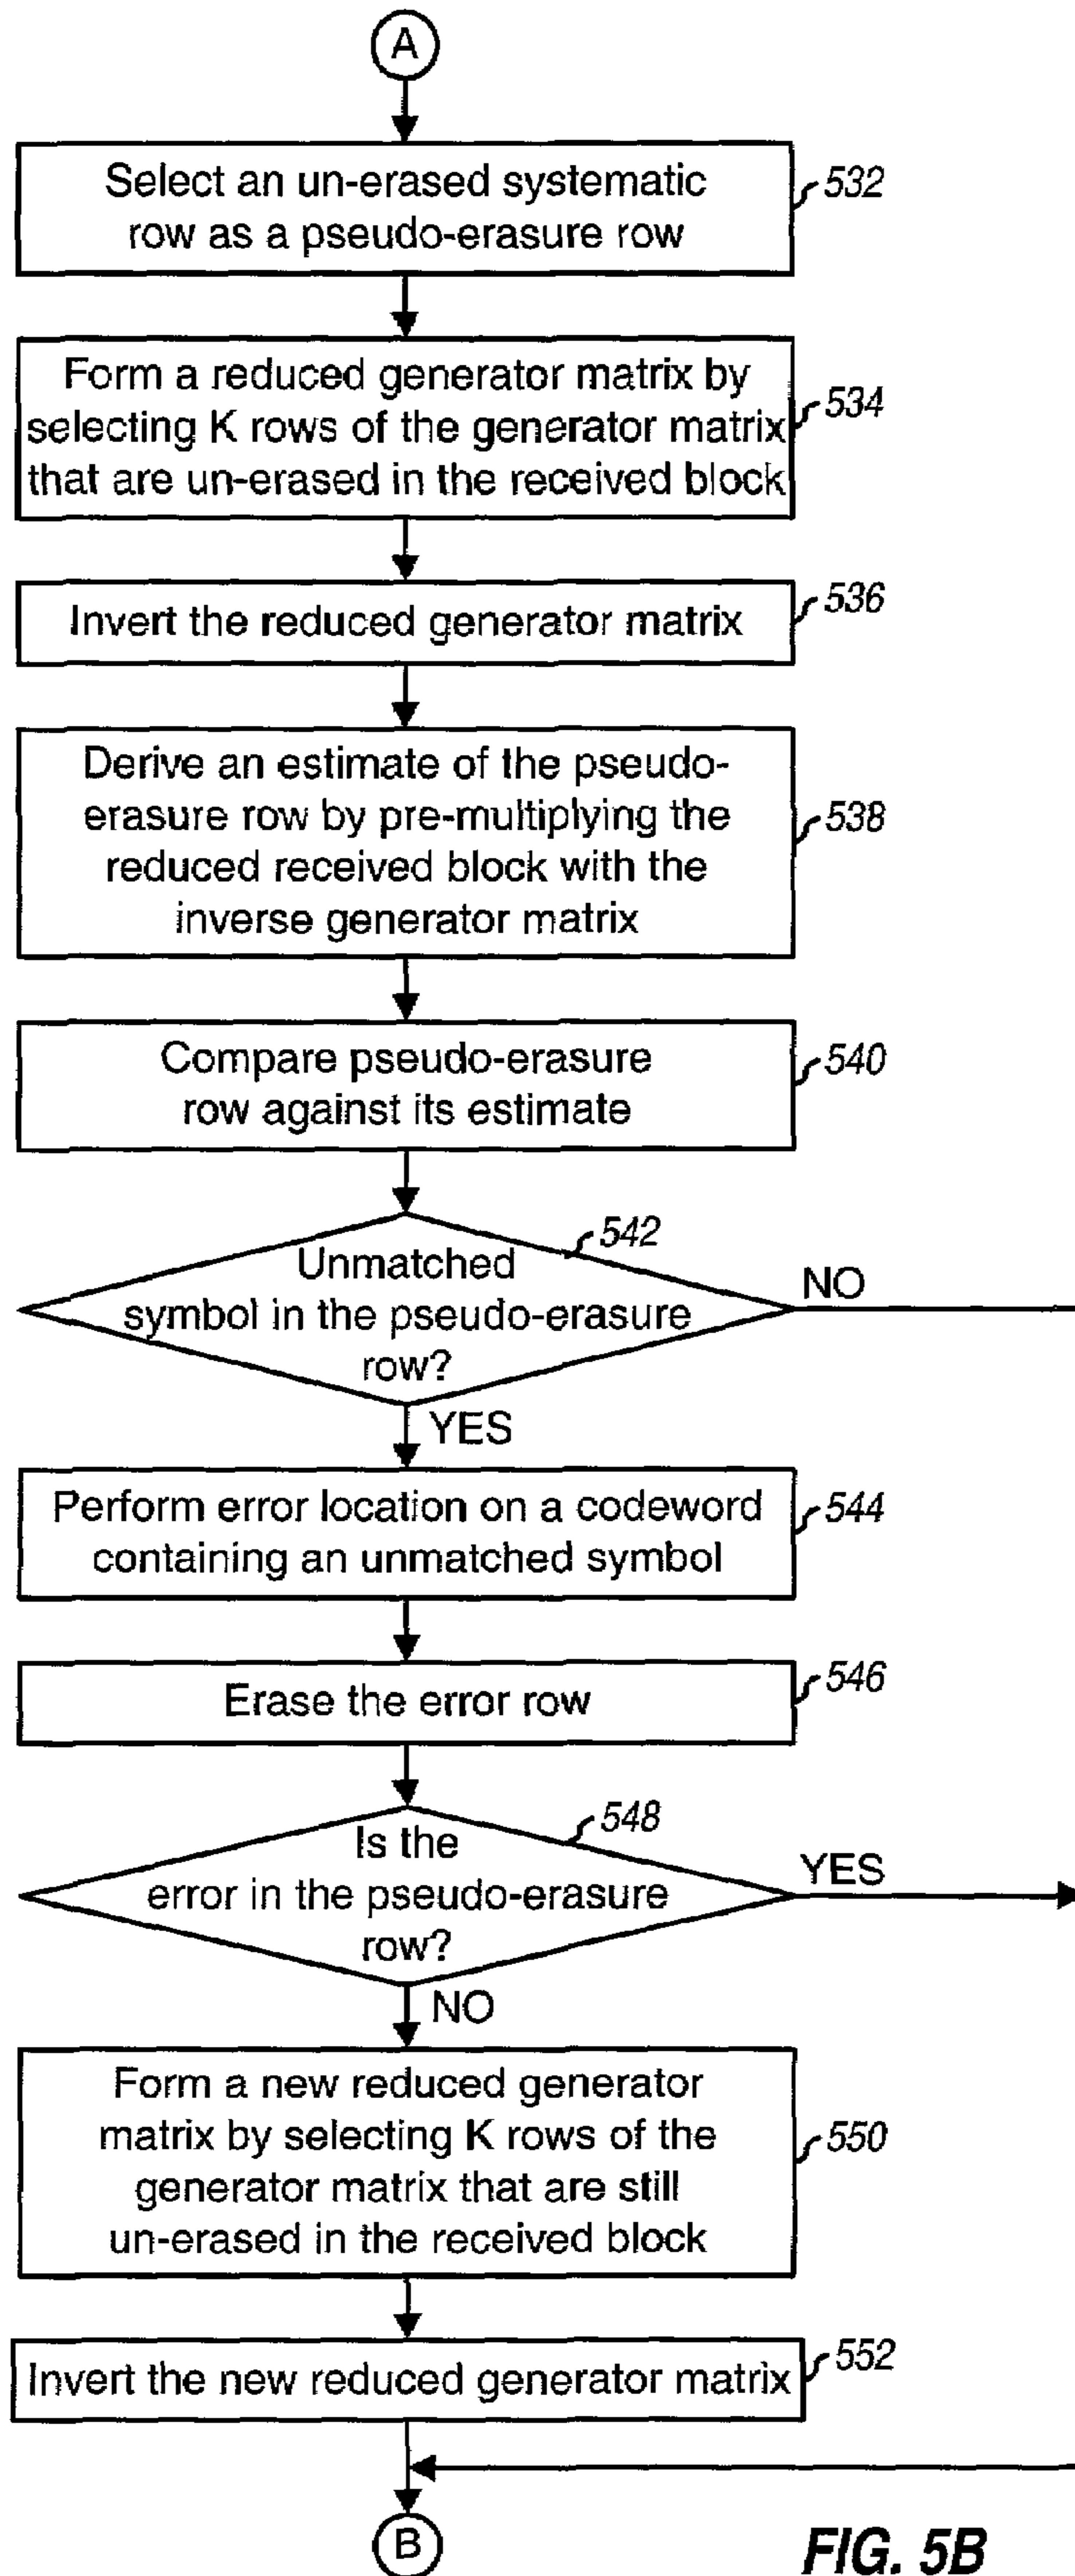 A
Select an un-erased systematic
row as a pseudo-erasure row
532
Form a reduced generator matrix by
selecting K rows of the generator matrix
that are un-erased in the received block
534
Invert the reduced generator matrix
536
Derive an estimate of the pseudo-
erasure row by pre-multiplying the
reduced received block with the
inverse generator matrix
538
Compare pseudo-erasure
row against its estimate
540
542
Unmatched
symbol in the pseudo-erasure
row?
NO
YES
Perform error location on a codeword
containing an unmatched symbol
544
Erase the error row
546
548
Is the
error in the pseudo-erasure
row?
YES
NO
Form a new reduced generator
matrix by selecting K rows of the
generator matrix that are still
un-erased in the received block
550
Invert the new reduced generator matrix
552
B
FIG. 5B